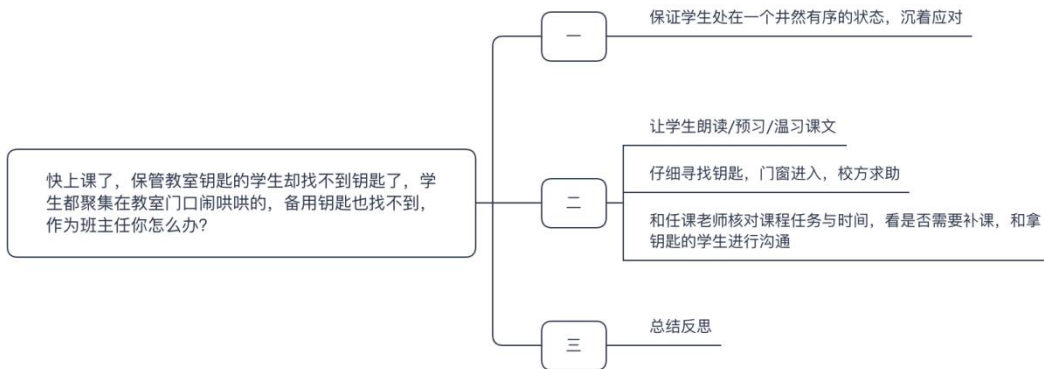 快上课了，保管教室钥匙的学生却找不到钥匙了，学
生都聚集在教室门口闹哄哄的，备用钥匙也找不到，
作为班主任你怎么办？
一
保证学生处在一个井然有序的状态，沉着应对
二
让学生朗读/预习/温习课文
仔细寻找钥匙，门窗进入，校方求助
和任课老师核对课程任务与时间，看是否需要补课，和拿
钥匙的学生进行沟通
三
总结反思